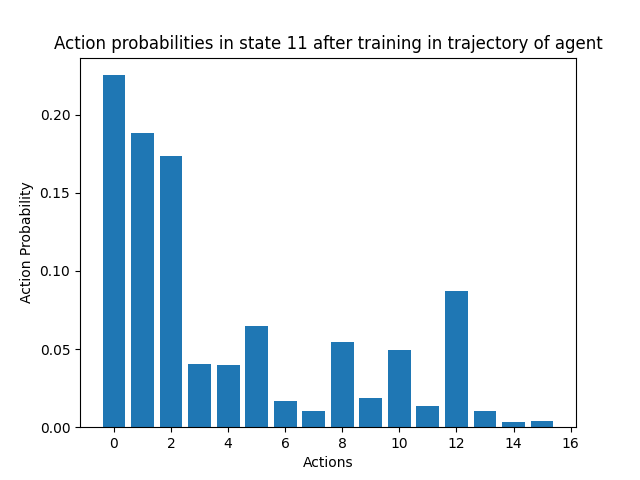 Action probabilities in state 11 after training in trajectory of agent
0.20
0.15
0.10
0.05
0.00
Action Probability
0 2 4 6 8 10 12 14 16
Actions